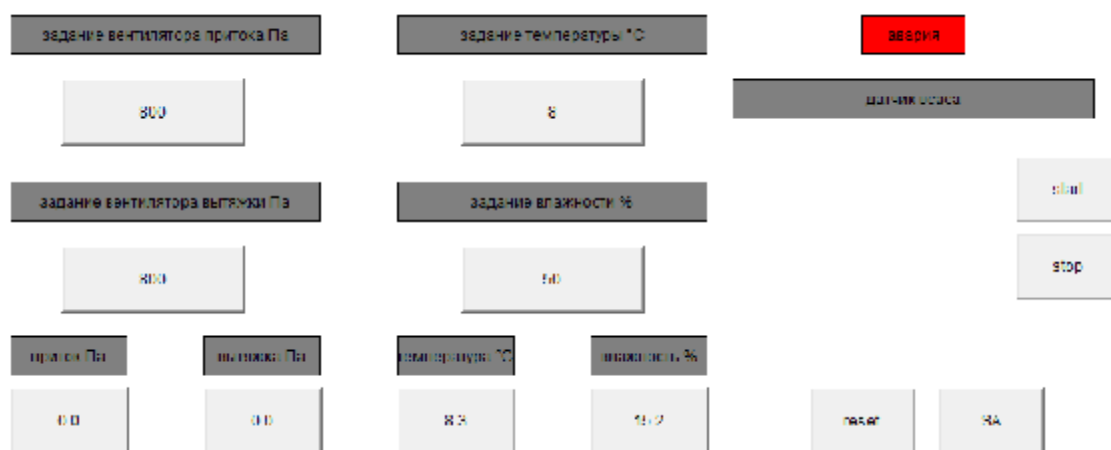 задание вентилятора притока Па
задание температуры °С
авария
800
8
датчик
задание вентилятора вытяжки Па
задание влажности %
start
800
50
stop
приток Па
вытяжка Па
температура °С
влажность %
0.0
0.0
8.3
reset